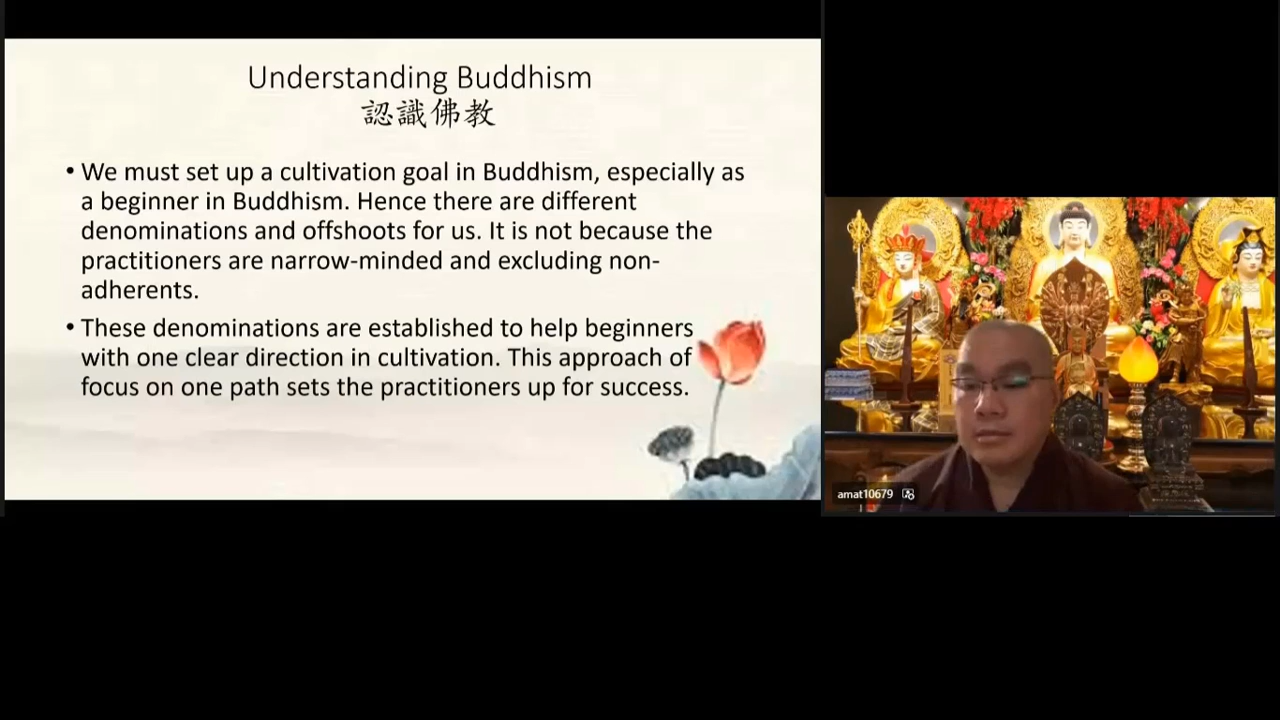 Understanding Buddhism
認識佛教
• We must set up a cultivation goal in Buddhism, especially as
a beginner in Buddhism. Hence there are different
denominations and offshoots for us. It is not because the
practitioners are narrow-minded and excluding non-
adherents.
• These denominations are established to help beginners
with one clear direction in cultivation. This approach of
focus on one path sets the practitioners up for success.
amat10679